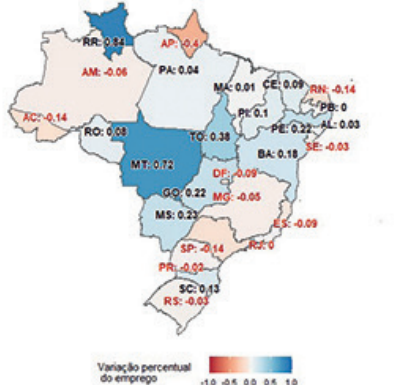 RR: 0.84
AP: -0.4
AM: -0.06
PA: 0.04
MA: 0.01
CE: 0.09
RN: -0.14
PB: 0
PI: 0.1
AC: -0.14
RO: 0.08
TO: 0.38
PE: 0.22
AL: 0.03
SE: -0.03
BA: 0.18
MT: 0.72
DF: -0.09
GO: 0.22
MG: -0.05
MS: 0.23
ES: -0.09
SP: -0.14
RJ: 0
PR: -0.02
SC: 0.13
RS: -0.03
Variação percentual
do emprego
-1.0 -0.5 0.0 0.5 1.0